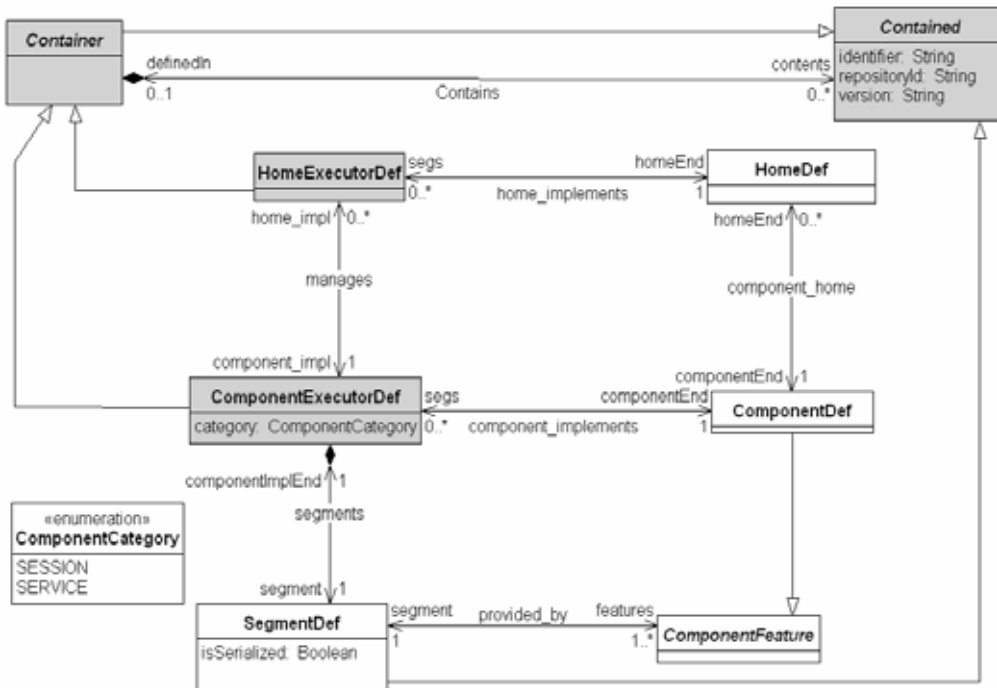 Container
Contained
identifier: String
repositoryId: String
version: String
definedIn
contents
0..1
Contains
0..*
HomeExecutorDef
segs
homeEnd
HomeDef
0..*
home_implements
1
home_impl
0..*
homeEnd
0..*
manages
component_home
component_impl
1
componentEnd
1
ComponentExecutorDef
category: ComponentCategory
segs
componentEnd
ComponentDef
0..*
component_implements
1
componentImplEnd
1
segments
«enumeration»
ComponentCategory
SESSION
SERVICE
segment
1
SegmentDef
isSerialized: Boolean
segment
provided_by
features
ComponentFeature
1
1..*